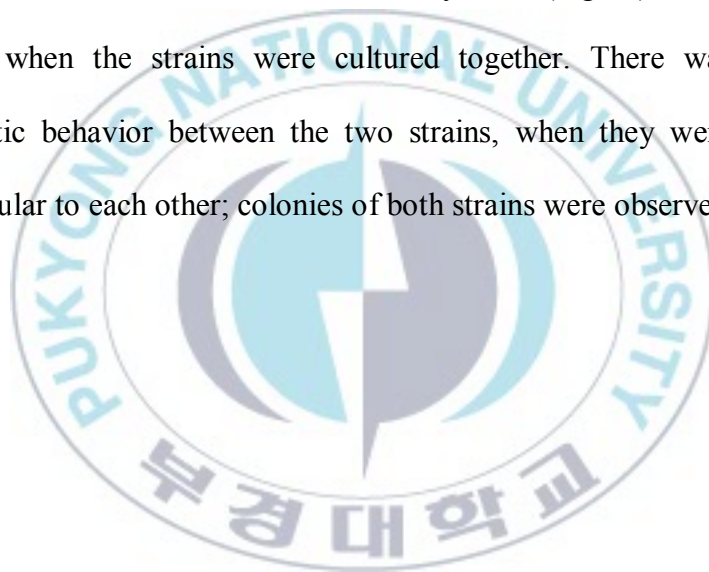 when the strains were cultured together. There wa
tic behavior between the two strains, when they wer
ular to each other; colonies of both strains were observe
PUKYONG NATIONAL UNIVERSITY
부경대학교